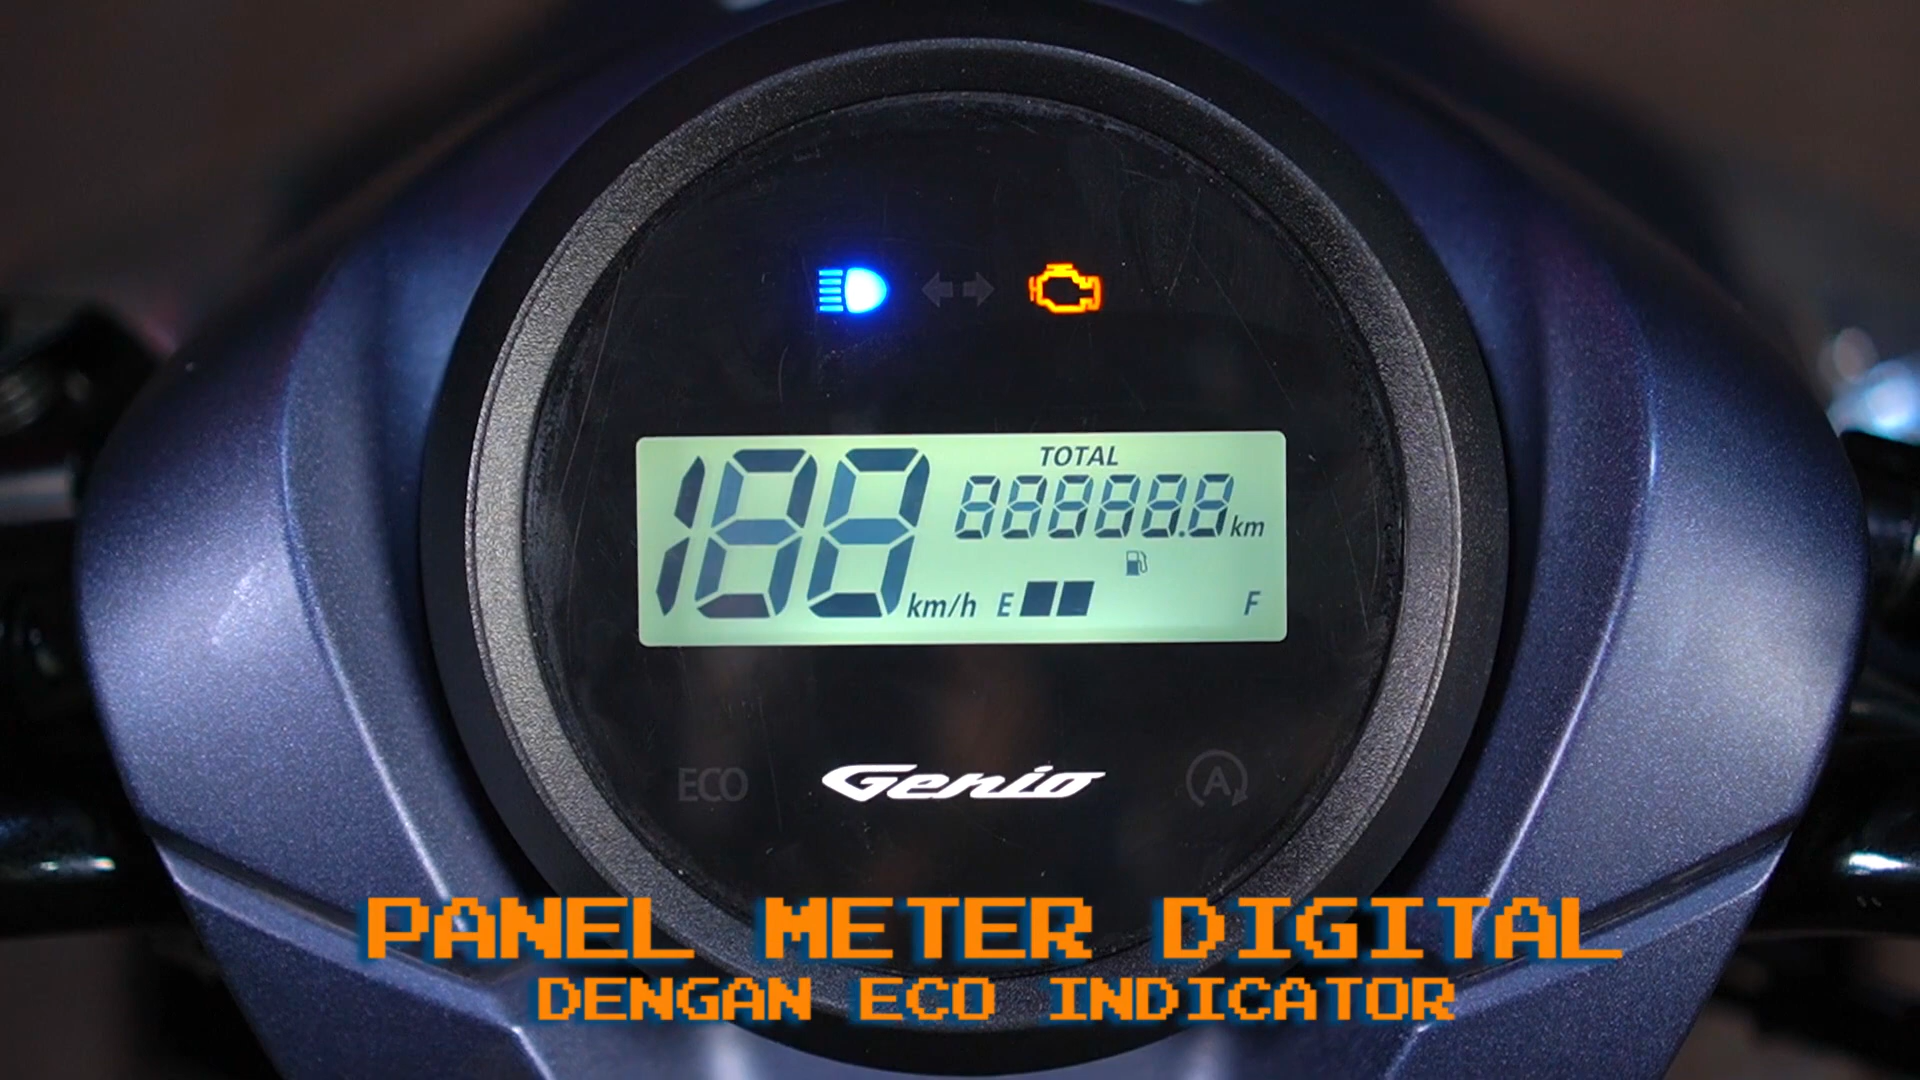 TOTAL
188 888888.8 km
km/h E F
ECO Genio A
PANEL METER DIGITAL
DENGAN ECO INDICATOR